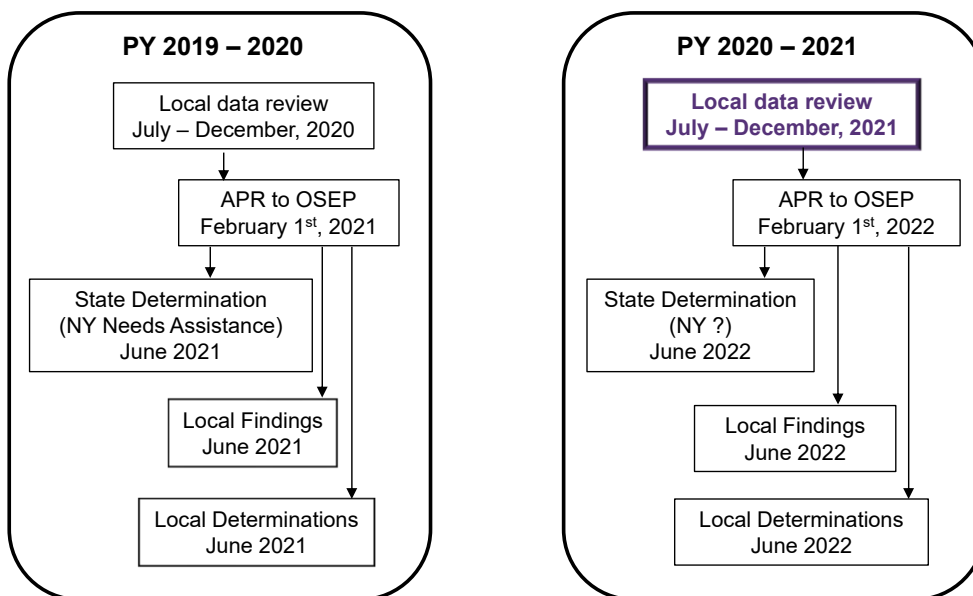 PY 2019 – 2020
Local data review
July – December, 2020
APR to OSEP
February 1st, 2021
State Determination
(NY Needs Assistance)
June 2021
Local Findings
June 2021
Local Determinations
June 2021
PY 2020 – 2021
Local data review
July – December, 2021
APR to OSEP
February 1st, 2022
State Determination
(NY ?)
June 2022
Local Findings
June 2022
Local Determinations
June 2022